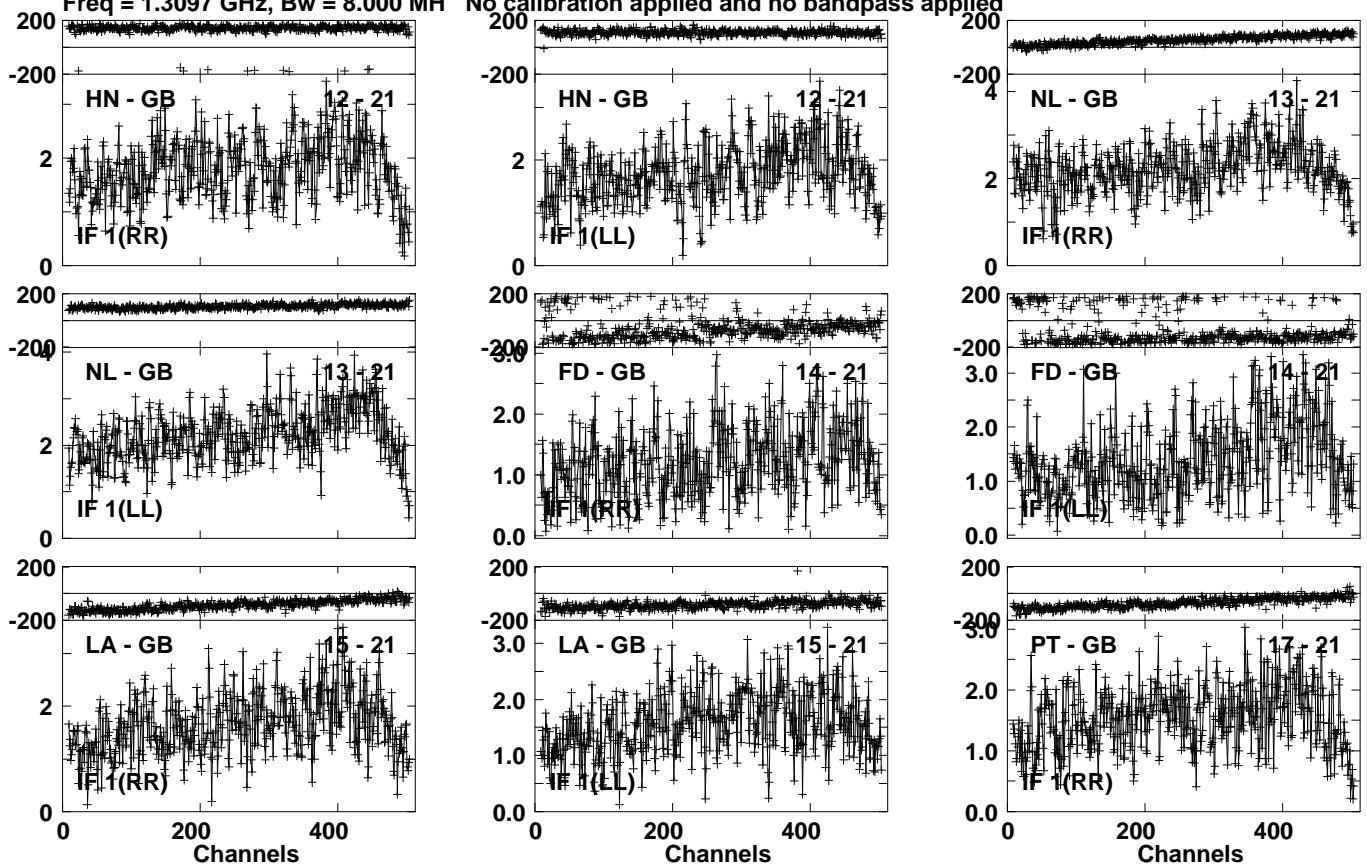 Freq = 1.3097 GHz, Bw = 8.000 MH No calibration applied and no bandpass applied
200
-200
HN - GB 12 - 21
2
IF 1(RR)
0
200
-200
HN - GB 12 - 21
2
IF 1(LL)
0
200
-200
4
NL - GB 13 - 21
2
IF 1(RR)
0
200
-200
4
NL - GB 13 - 21
2
IF 1(LL)
0
200
-200
3.0
FD - GB 14 - 21
2.0
1.0
IF 1(RR)
0.0
200
-200
3.0
FD - GB 14 - 21
2.0
1.0
IF 1(LL)
0.0
200
-200
LA - GB 15 - 21
2
IF 1(RR)
0
0 200 400
Channels
200
-200
3.0
LA - GB 15 - 21
2.0
1.0
IF 1(LL)
0.0
0 200 400
Channels
200
-200
3.0
PT - GB 17 - 21
2.0
1.0
IF 1(RR)
0.0
0 200 400
Channels